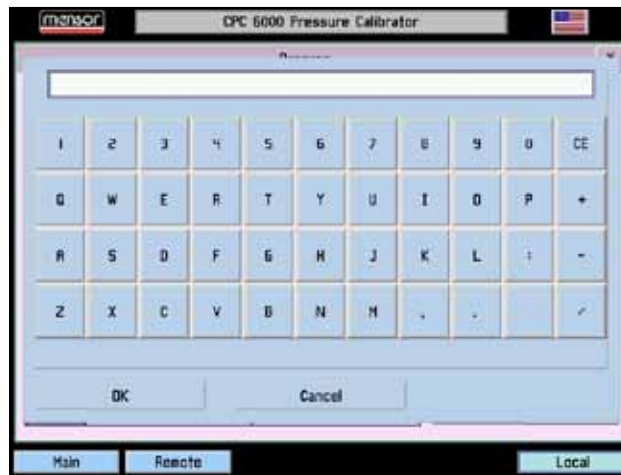 mensor CPC 6000 Pressure Calibrator
1 2 3 4 5 6 7 8 9 0 CE
Q W E R T Y U I O P +
A S D F G H J K L : -
Z X C V B N M , . /
OK Cancel
Main Remote Local